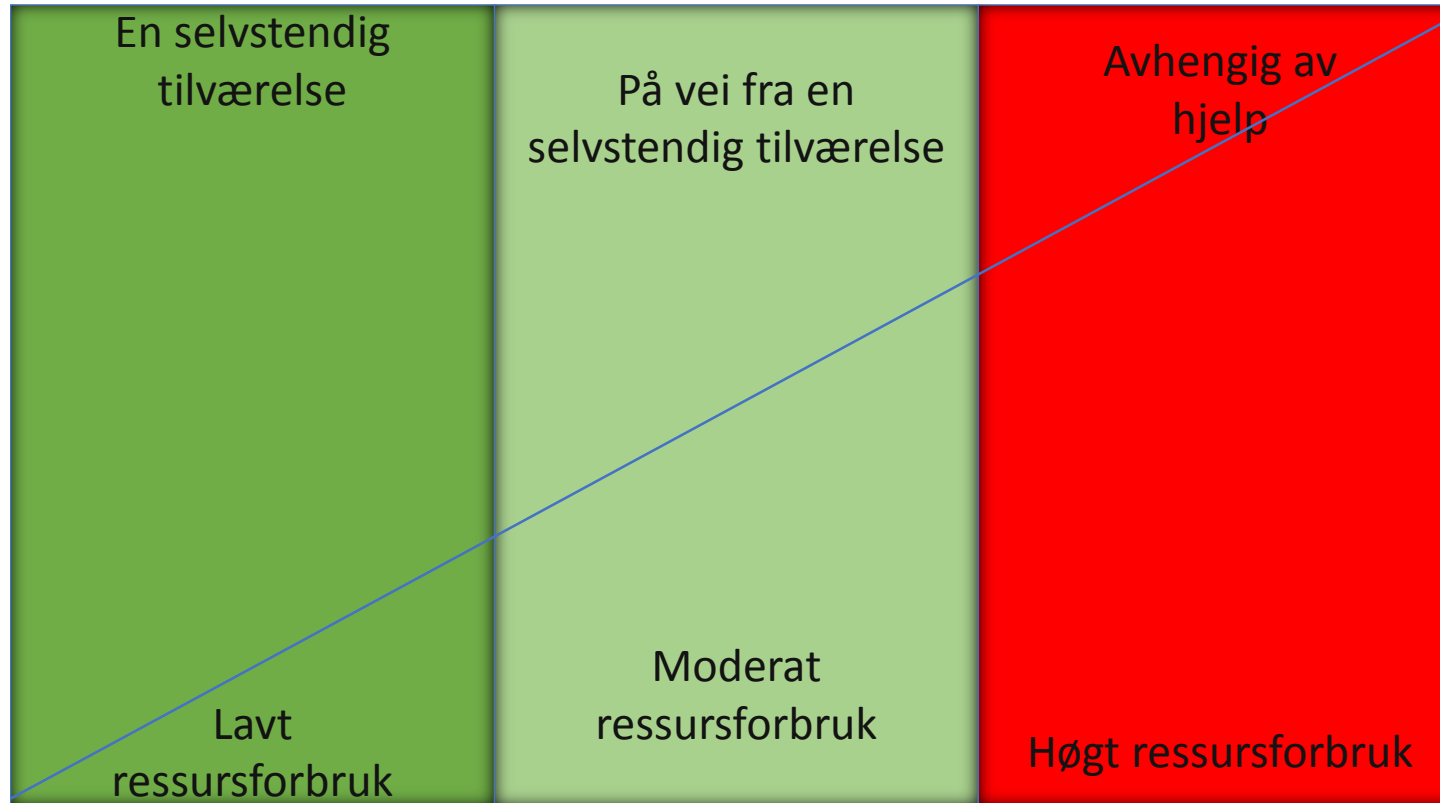 En selvstendig
tilværelse
Lavt
ressursforbruk
På vei fra en
selvstendig tilværelse
Moderat
ressursforbruk
Avhengig av
hjelp
Høgt ressursforbruk